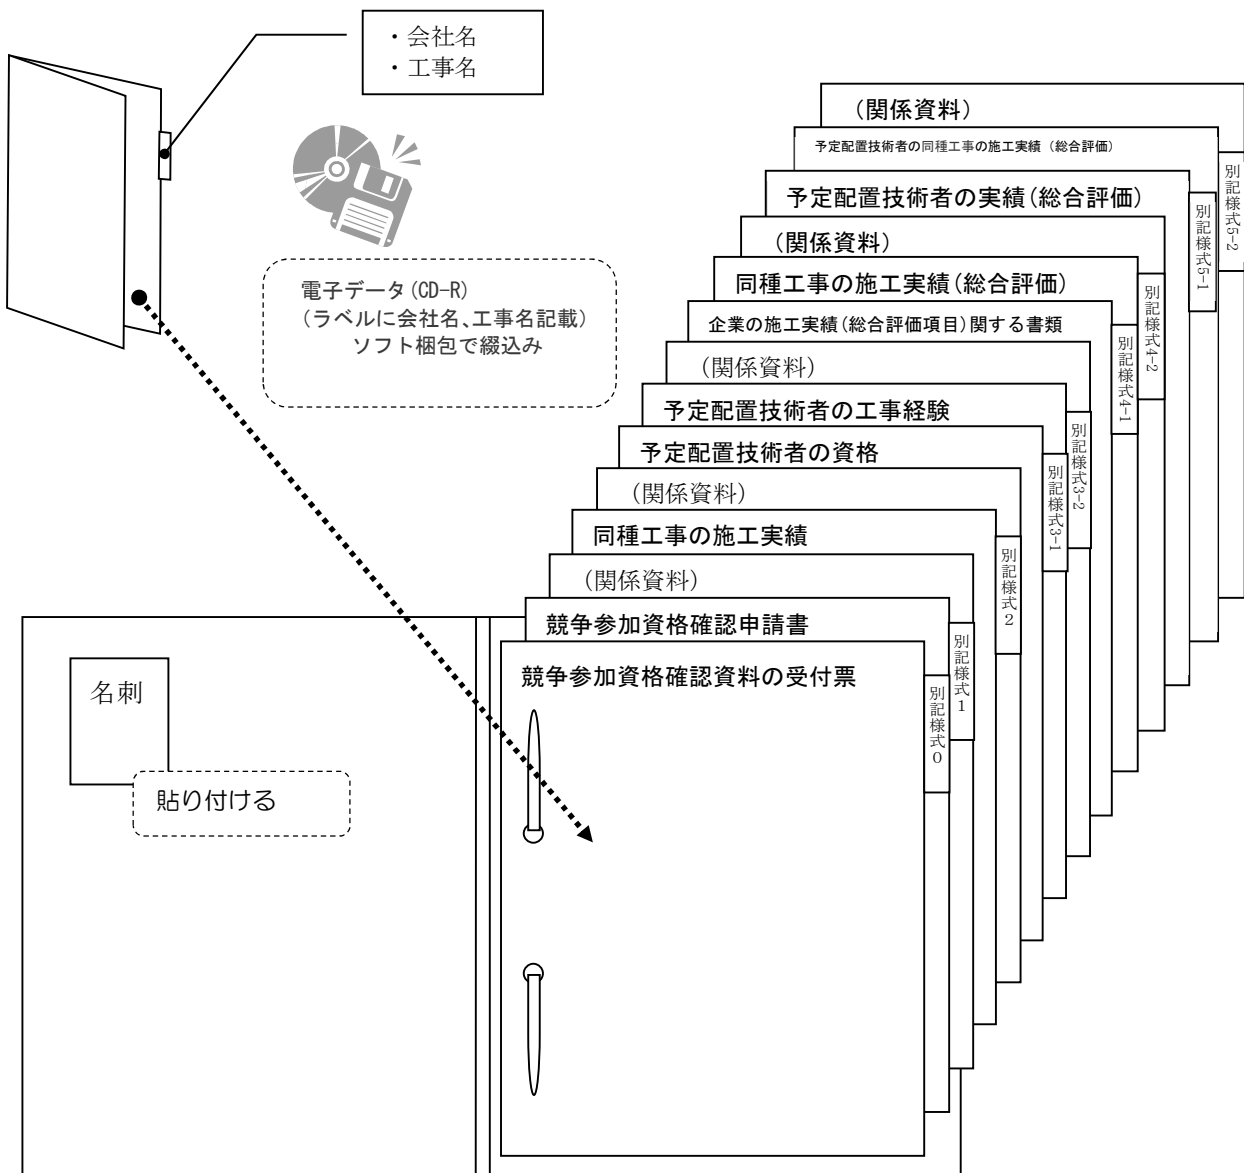 ・会社名
・工事名
電子データ(CD-R)
(ラベルに会社名、工事名記載)
ソフト梱包で綴込み
(関係資料)
予定配置技術者の同種工事の施工実績 (総合評価)
予定配置技術者の実績(総合評価)
(関係資料)
同種工事の施工実績(総合評価)
企業の施工実績(総合評価項目)関する書類
(関係資料)
予定配置技術者の工事経験
予定配置技術者の資格
(関係資料)
同種工事の施工実績
(関係資料)
競争参加資格確認申請書
競争参加資格確認資料の受付票
別記様式5-2
別記様式5-1
別記様式4-2
別記様式4-1
別記様式3-2
別記様式3-1
別記様式2
別記様式1
別記様式0
名刺
貼り付ける